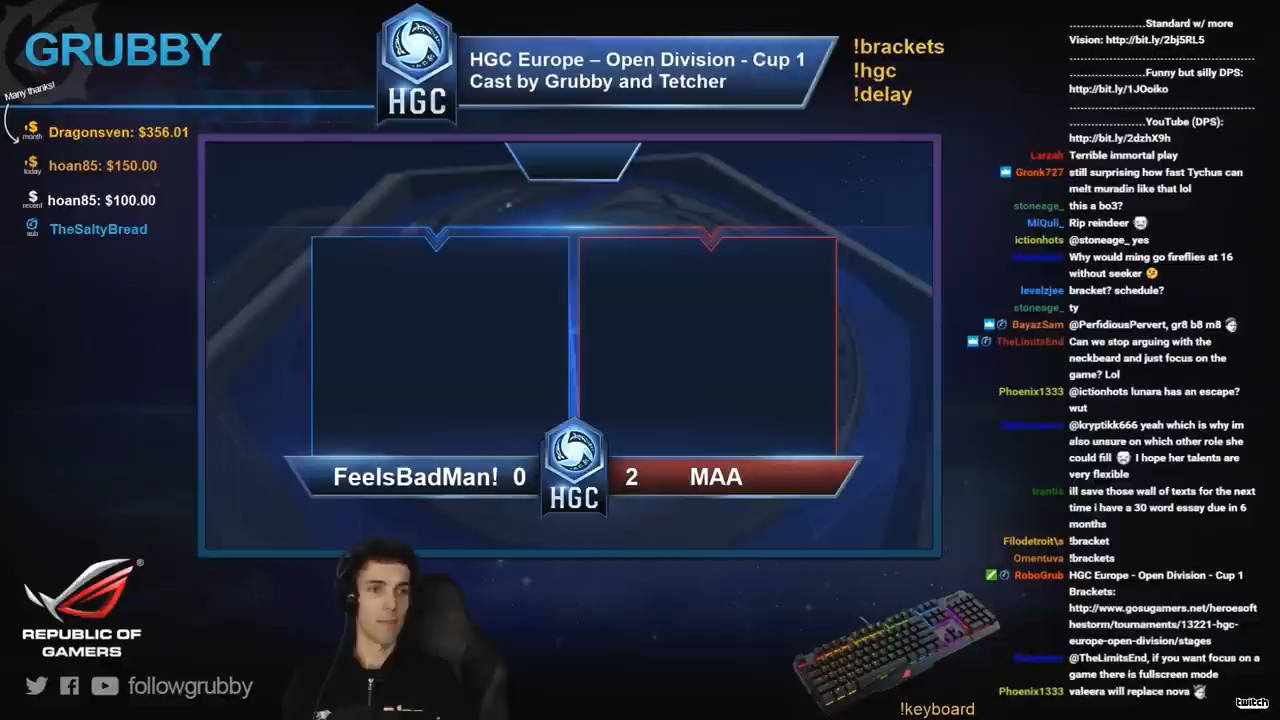 GRUBBY
Many thanks!
$ month Dragonsven: $356.01
$ today hoan85: $150.00
$ recent hoan85: $100.00
sub TheSaltyBread
HGC
HGC Europe – Open Division - Cup 1
Cast by Grubby and Tetcher
!brackets
!hgc
!delay
FeelsBadMan! 0
HGC
2 MAA
REPUBLIC OF
GAMERS
followgrubby
!keyboard
......................Standard w/ more
Vision: http://bit.ly/2bj5RL5
......................Funny but silly DPS:
http://bit.ly/1JOoiko
......................YouTube (DPS):
http://bit.ly/2dzhX9h
Larzah Terrible immortal play
Gronk727 still surprising how fast Tychus can
melt muradin like that lol
stoneage_ this a bo3?
MiQuli_ Rip reindeer
ictionhots @stoneage_ yes
Why would ming go fireflies at 16
without seeker
levelzjee bracket? schedule?
stoneage_ ty
BayazSam @PerfidiousPervert, gr8 b8 m8
TheLimitsEnd Can we stop arguing with the
neckbeard and just focus on the
game? Lol
Phoenix1333 @ictionhots lunara has an escape?
wut
@kryptikk666 yeah which is why im
also unsure on which other role she
could fill I hope her talents are
very flexible
trantis ill save those wall of texts for the next
time i have a 30 word essay due in 6
months
Filodetroit\s !bracket
Omentuva !brackets
RoboGrub HGC Europe - Open Division - Cup 1
Brackets:
http://www.gosugamers.net/heroesoft
hestorm/tournaments/13221-hgc-
europe-open-division/stages
@TheLimitsEnd, if you want focus on a
game there is fullscreen mode
Phoenix1333 valeera will replace nova
twitch